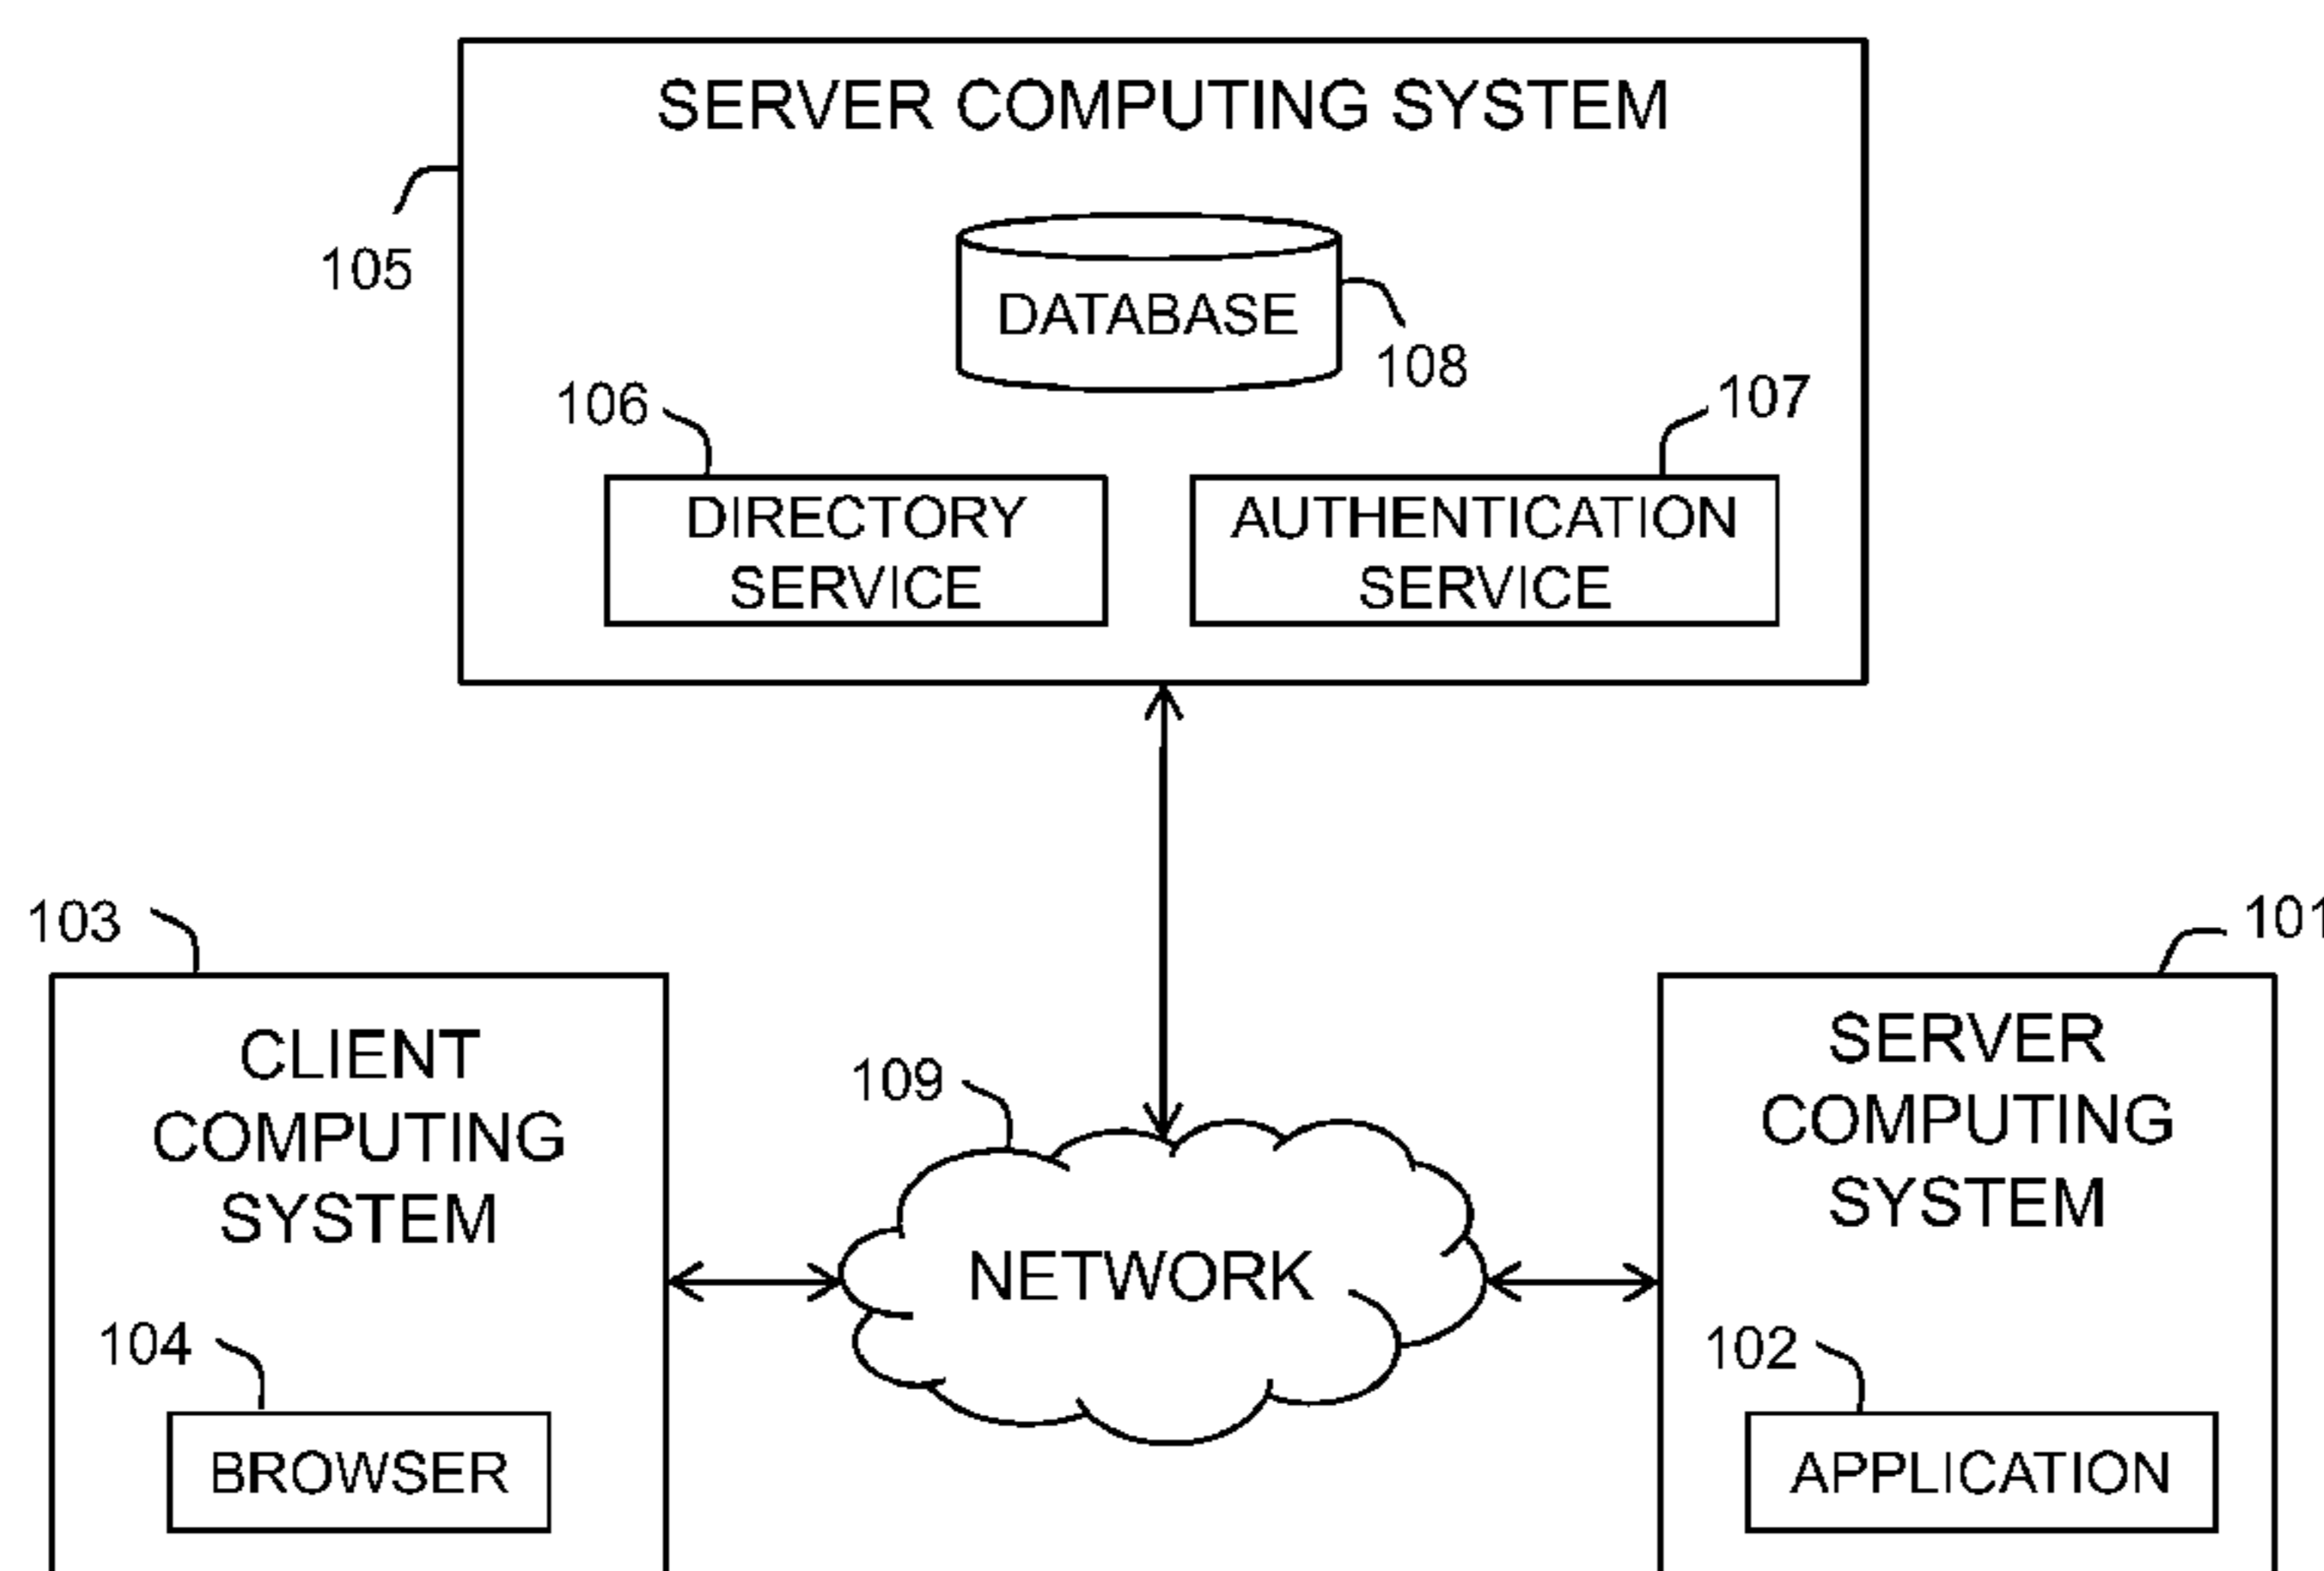 SERVER COMPUTING SYSTEM
105
DATABASE
108
106
107
DIRECTORY
SERVICE
AUTHENTICATION
SERVICE
103
101
CLIENT
COMPUTING
SYSTEM
109
NETWORK
SERVER
COMPUTING
SYSTEM
104
BROWSER
102
APPLICATION